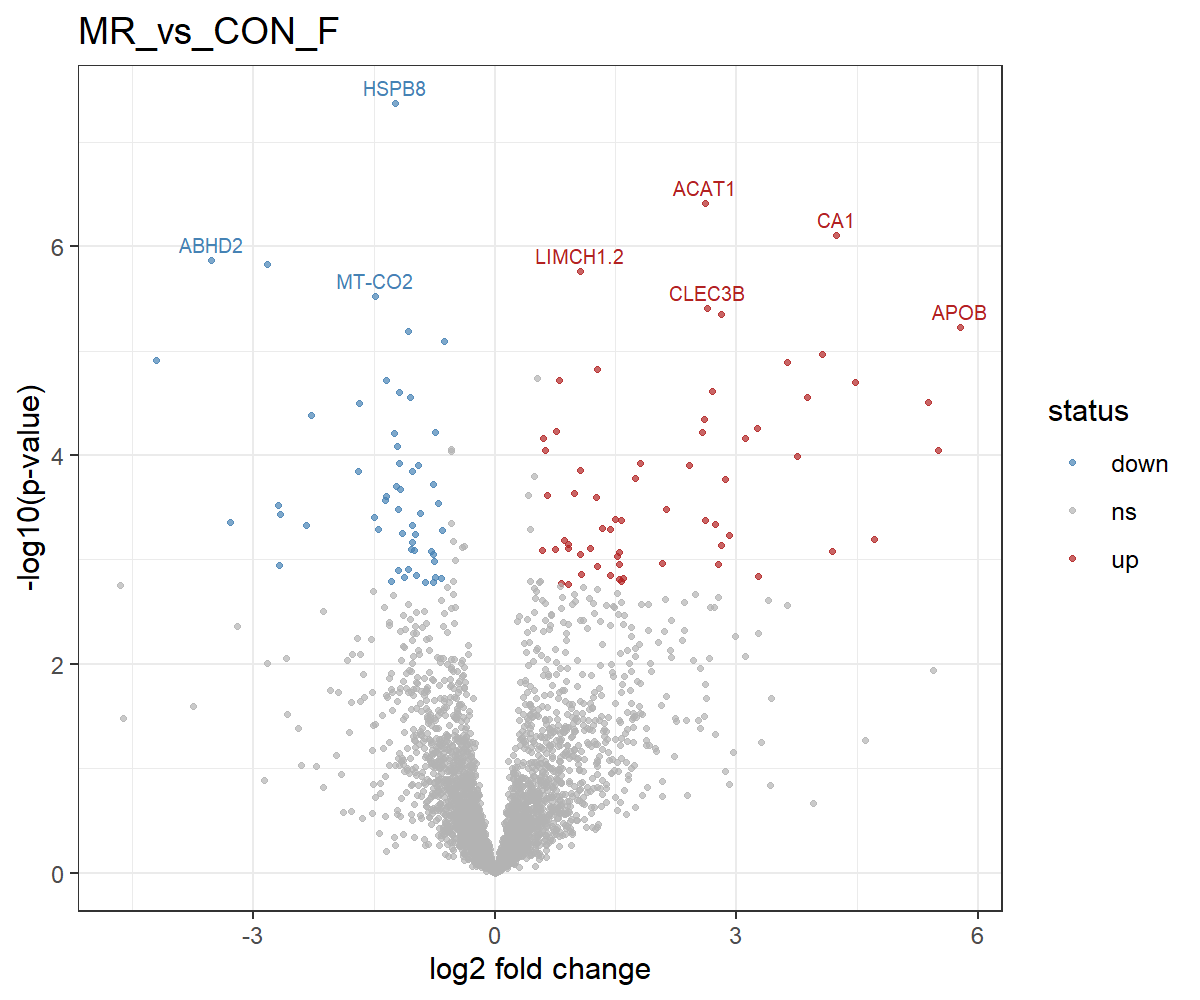 MR_vs_CON_F
HSPB8
ACAT1
CA1
ABHD2
LIMCH1.2
MT-CO2
CLEC3B
APOB
6
4
2
0
-3
0
3
6
log2 fold change
-log10(p-value)
status
down
ns
up